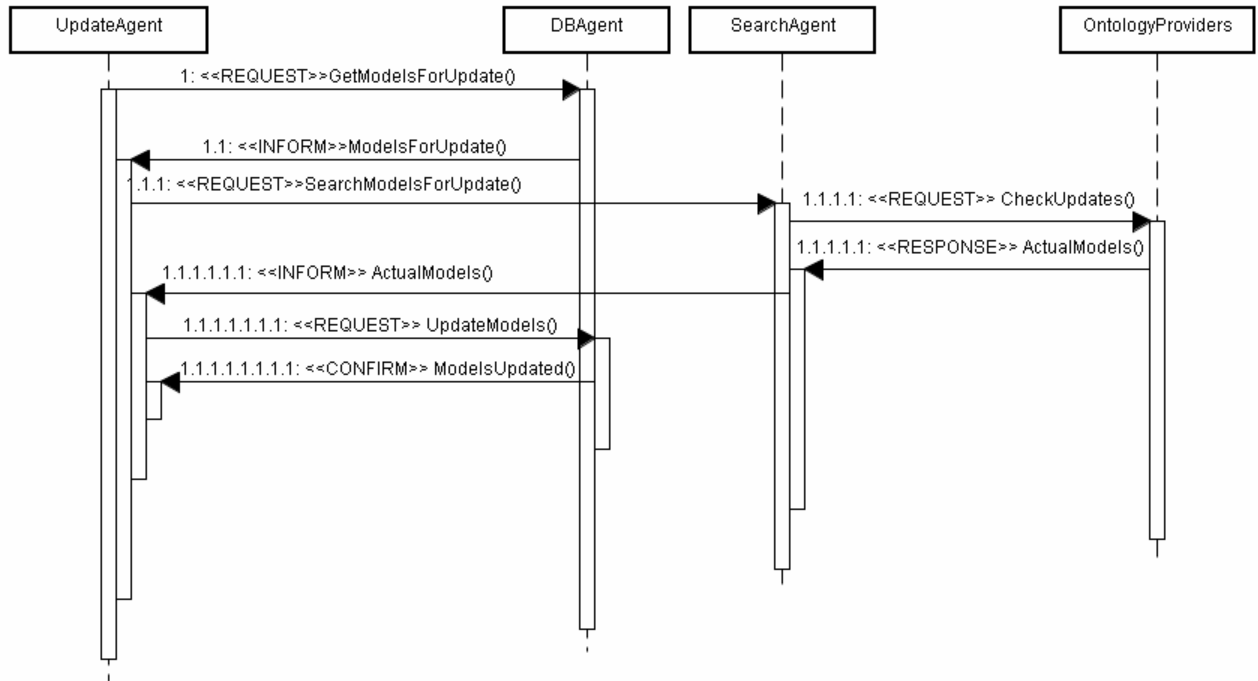 UpdateAgent
DBAgent
SearchAgent
OntologyProviders
1: <<REQUEST>>GetModelsForUpdate()
1.1: <<INFORM>>ModelsForUpdate()
1.1.1: <<REQUEST>>SearchModelsForUpdate()
1.1.1.1: <<REQUEST>> CheckUpdates()
1.1.1.1.1: <<RESPONSE>> ActualModels()
1.1.1.1.1.1: <<INFORM>> ActualModels()
1.1.1.1.1.1.1: <<REQUEST>> UpdateModels()
1.1.1.1.1.1.1.1: <<CONFIRM>> ModelsUpdated()